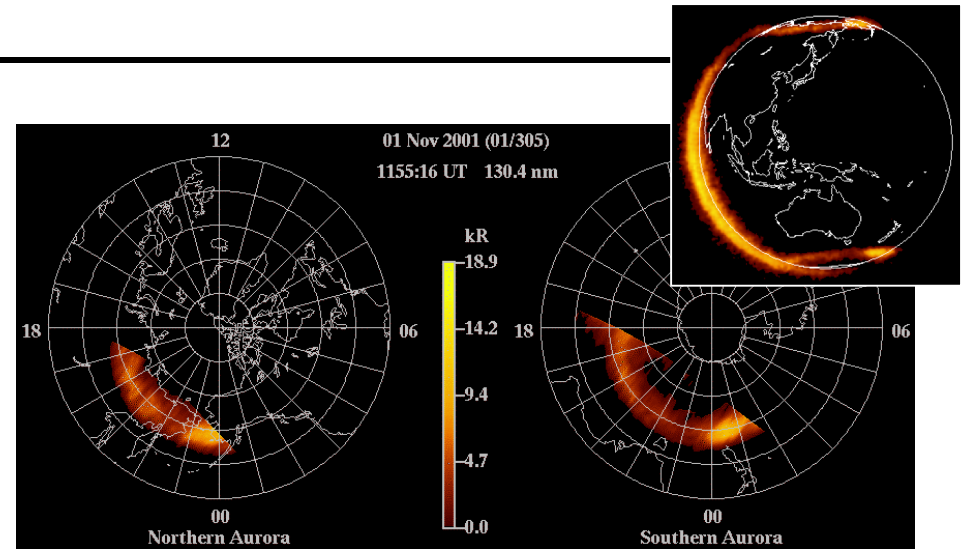 12
01 Nov 2001 (01/305)
1155:16 UT 130.4 nm
kR
18.9
18
06
14.2
18
06
9.4
4.7
0.0
00
Northern Aurora
00
Southern Aurora